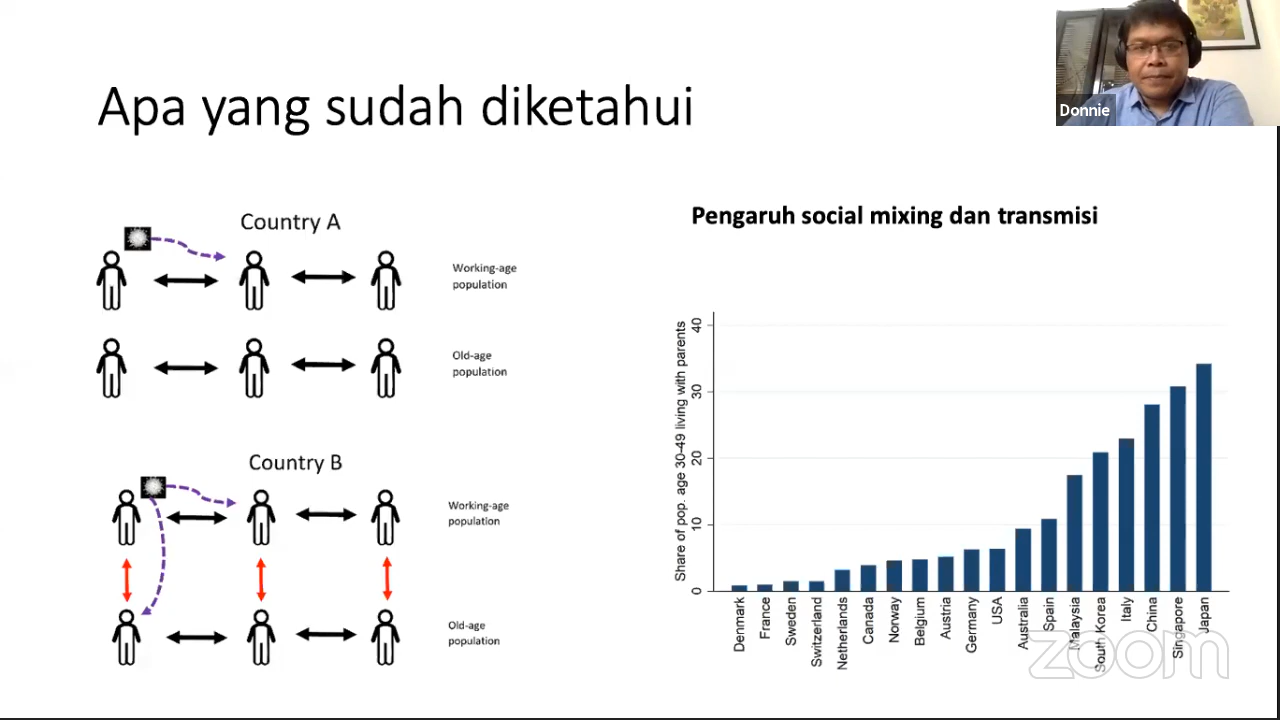 Apa yang sudah diketahui
Donnie
Country A
Working-age
population
Old-age
population
Country B
Working-age
population
Old-age
population
Pengaruh social mixing dan transmisi
Share of pop. age 30-49 living with parents
40
30
20
10
0
Denmark
France
Sweden
Switzerland
Netherlands
Canada
Norway
Belgium
Austria
Germany
USA
Australia
Spain
Malaysia
South Korea
Italy
China
Singapore
Japan
zoom